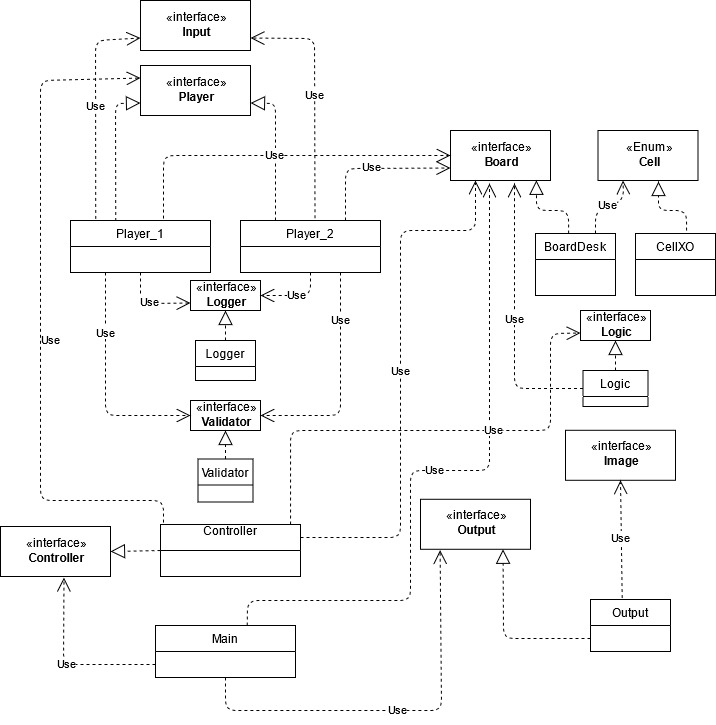 «interface»
Input
«interface»
Player
Use
Use
«interface»
Board
«Enum»
Cell
Use
Use
Use
Player_1
Player_2
BoardDesk
CellXO
«interface»
Logger
Use
Use
«interface»
Logic
Use
Use
Use
Use
Logger
Use
Logic
«interface»
Validator
Use
«interface»
Image
Validator
Use
«interface»
Output
Controller
«interface»
Controller
Use
Output
Main
Use
Use